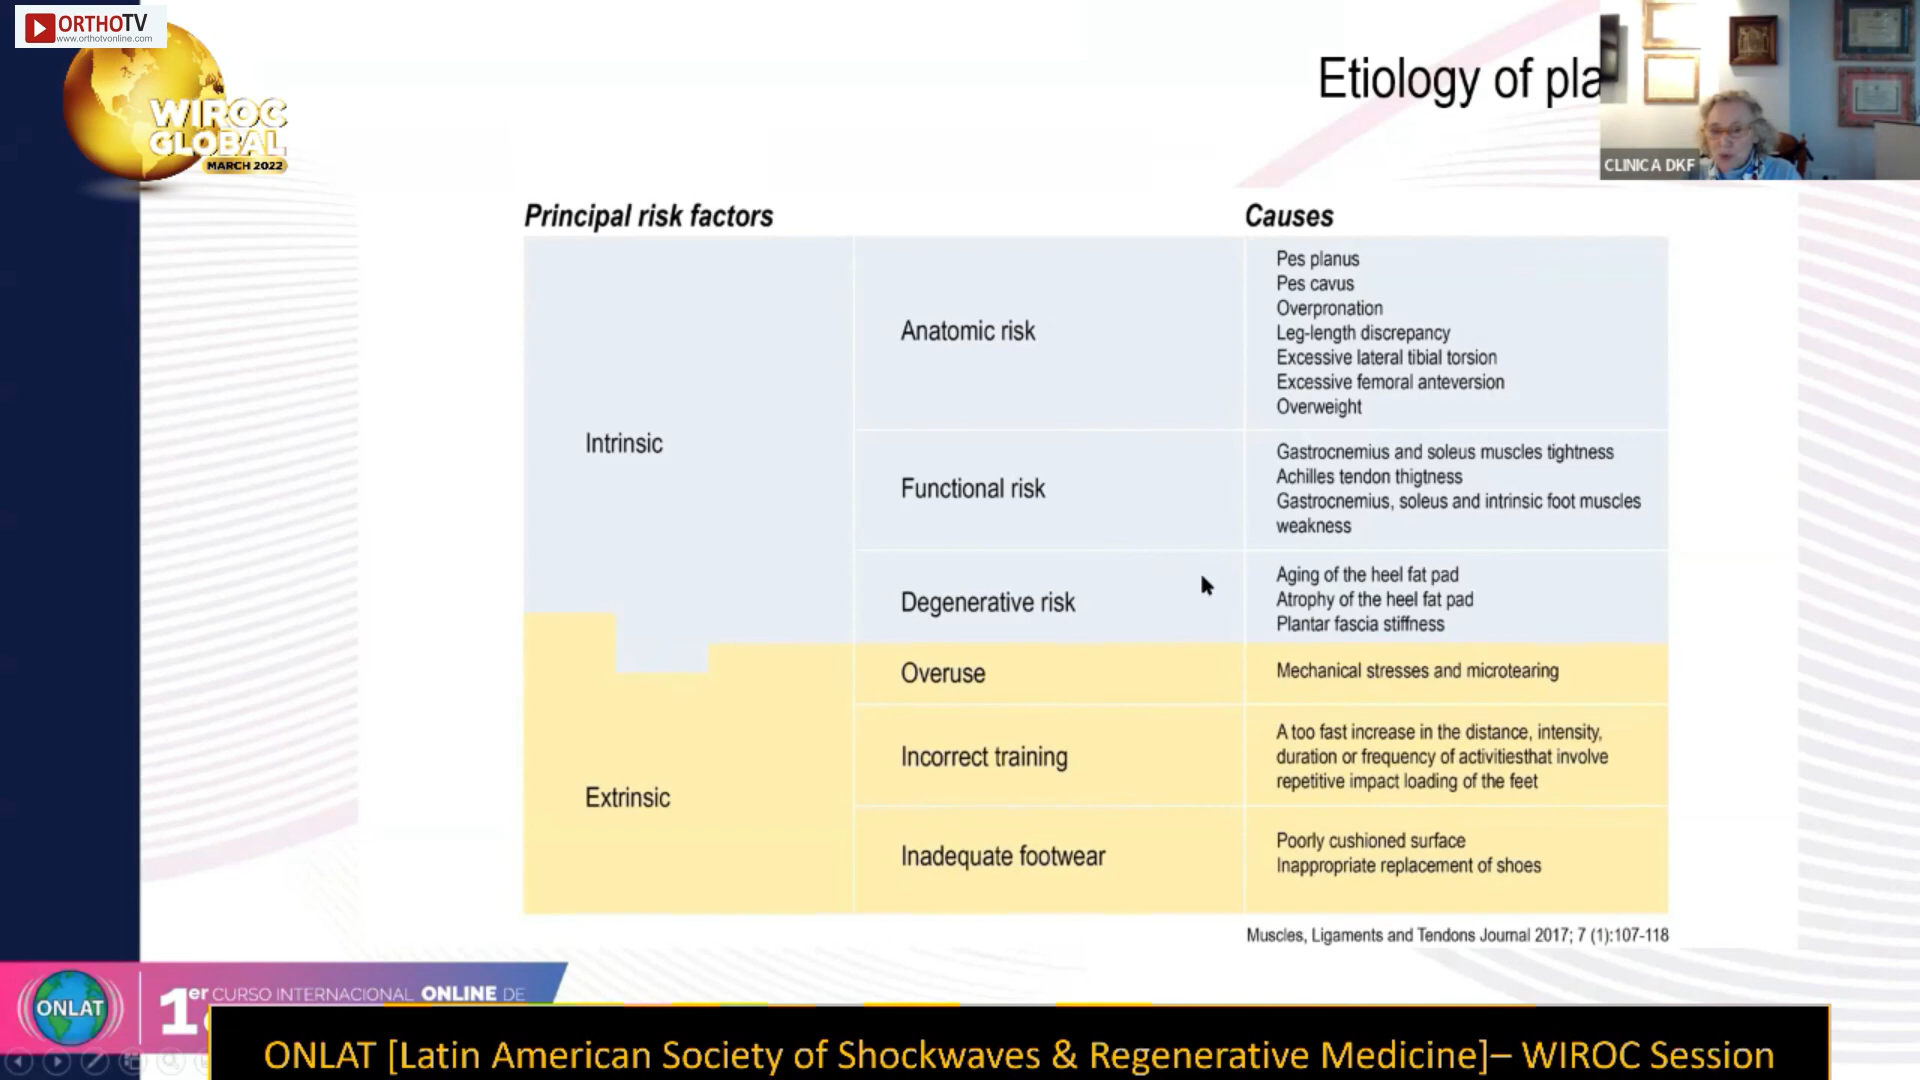 ORTHOTV
www.orthotvonline.com
WIROC
GLOBAL
MARCH 2022
Etiology of pla
CLINICA DKF
Principal risk factors
Causes
Intrinsic
Anatomic risk
Pes planus
Pes cavus
Overpronation
Leg-length discrepancy
Excessive lateral tibial torsion
Excessive femoral anteversion
Overweight
Functional risk
Gastrocnemius and soleus muscles tightness
Achilles tendon thigtness
Gastrocnemius, soleus and intrinsic foot muscles
weakness
Degenerative risk
Aging of the heel fat pad
Atrophy of the heel fat pad
Plantar fascia stiffness
Extrinsic
Overuse
Mechanical stresses and microtearing
Incorrect training
A too fast increase in the distance, intensity,
duration or frequency of activitiesthat involve
repetitive impact loading of the feet
Inadequate footwear
Poorly cushioned surface
Inappropriate replacement of shoes
Muscles, Ligaments and Tendons Journal 2017; 7 (1):107-118
ONLAT
1er CURSO INTERNACIONAL ONLINE DE
ONLAT [Latin American Society of Shockwaves & Regenerative Medicine]– WIROC Session